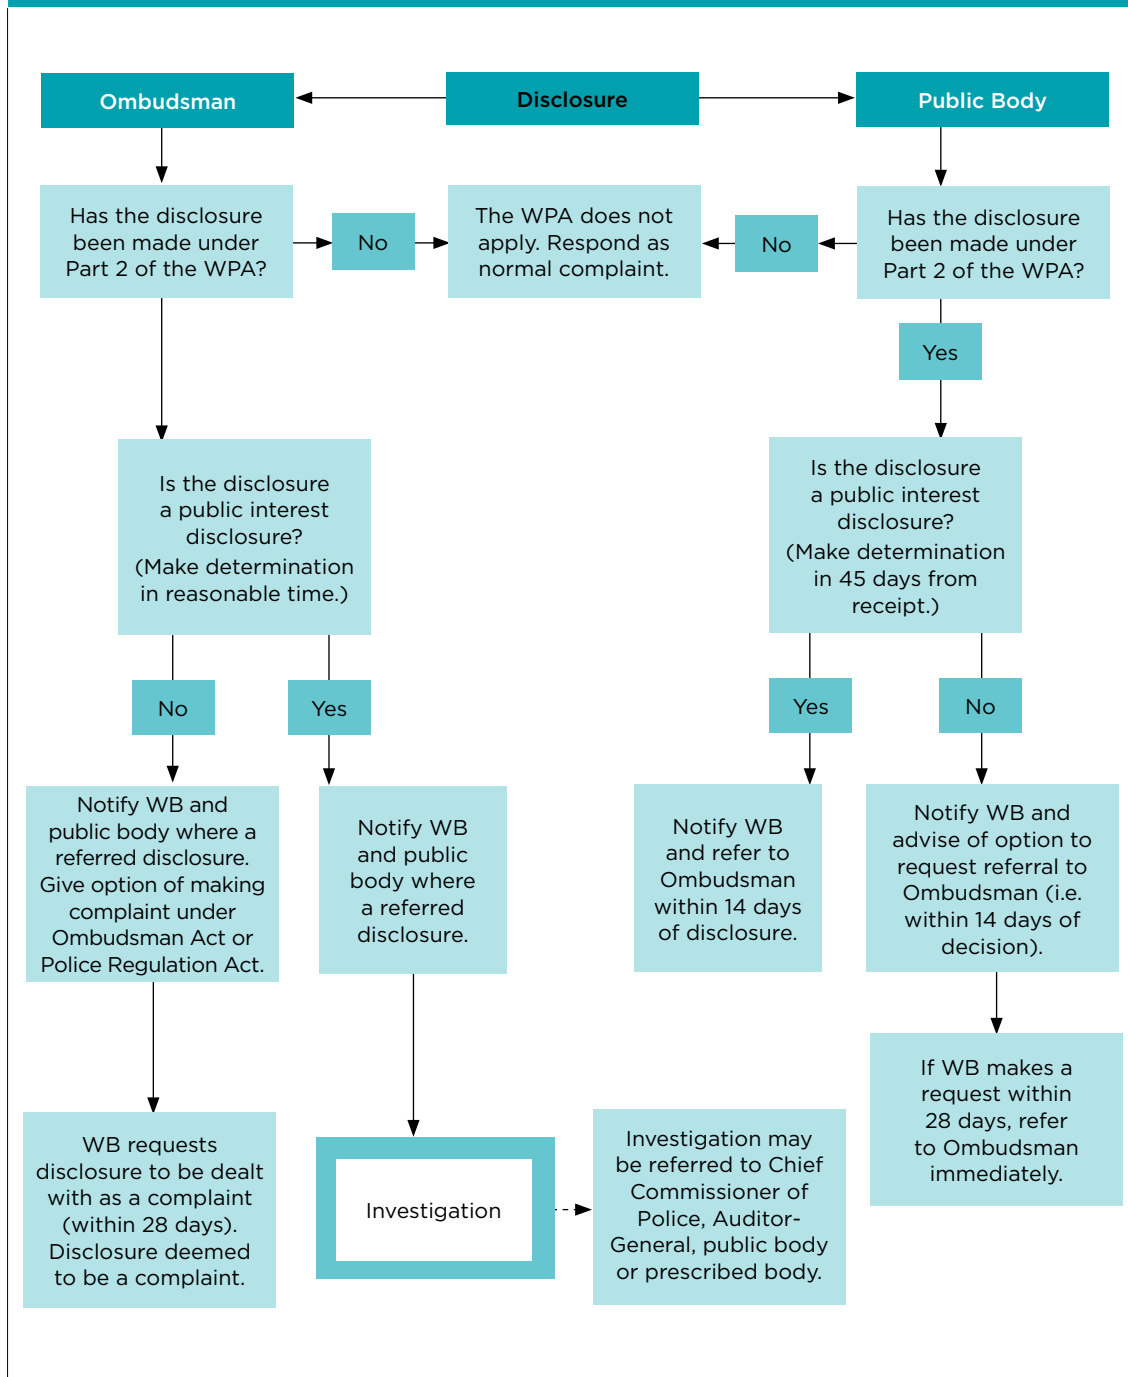 Ombudsman
Disclosure
Public Body
Has the disclosure
been made under
Part 2 of the WPA?
No
The WPA does not
apply. Respond as
normal complaint.
No
Has the disclosure
been made under
Part 2 of the WPA?
Yes
Is the disclosure
a public interest
disclosure?
(Make determination
in reasonable time.)
Is the disclosure
a public interest
disclosure?
(Make determination
in 45 days from
receipt.)
No
Yes
Yes
No
Notify WB and
public body where a
referred disclosure.
Give option of making
complaint under
Ombudsman Act or
Police Regulation Act.
Notify WB
and public
body where
a referred
disclosure.
Notify WB
and refer to
Ombudsman
within 14 days
of disclosure.
Notify WB and
advise of option to
request referral to
Ombudsman (i.e.
within 14 days of
decision).
WB requests
disclosure to be dealt
with as a complaint
(within 28 days).
Disclosure deemed
to be a complaint.
Investigation
Investigation may
be referred to Chief
Commissioner of
Police, Auditor-
General, public body
or prescribed body.
If WB makes a
request within
28 days, refer
to Ombudsman
immediately.